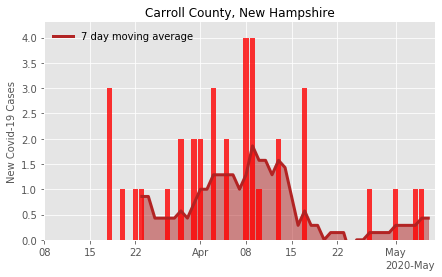 Carroll County, New Hampshire
7 day moving average
New Covid-19 Cases
4.0
3.5
3.0
2.5
2.0
1.5
1.0
0.5
0.0
08 15 22 Apr 08 15 22 May
2020-May